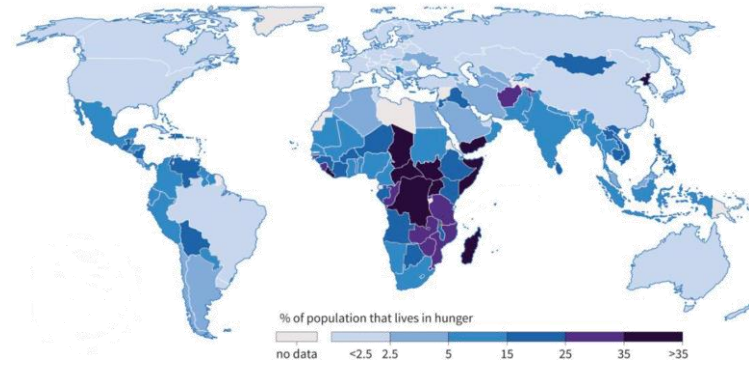 % of population that lives in hunger
no data <2.5 2.5 5 15 25 35 >35